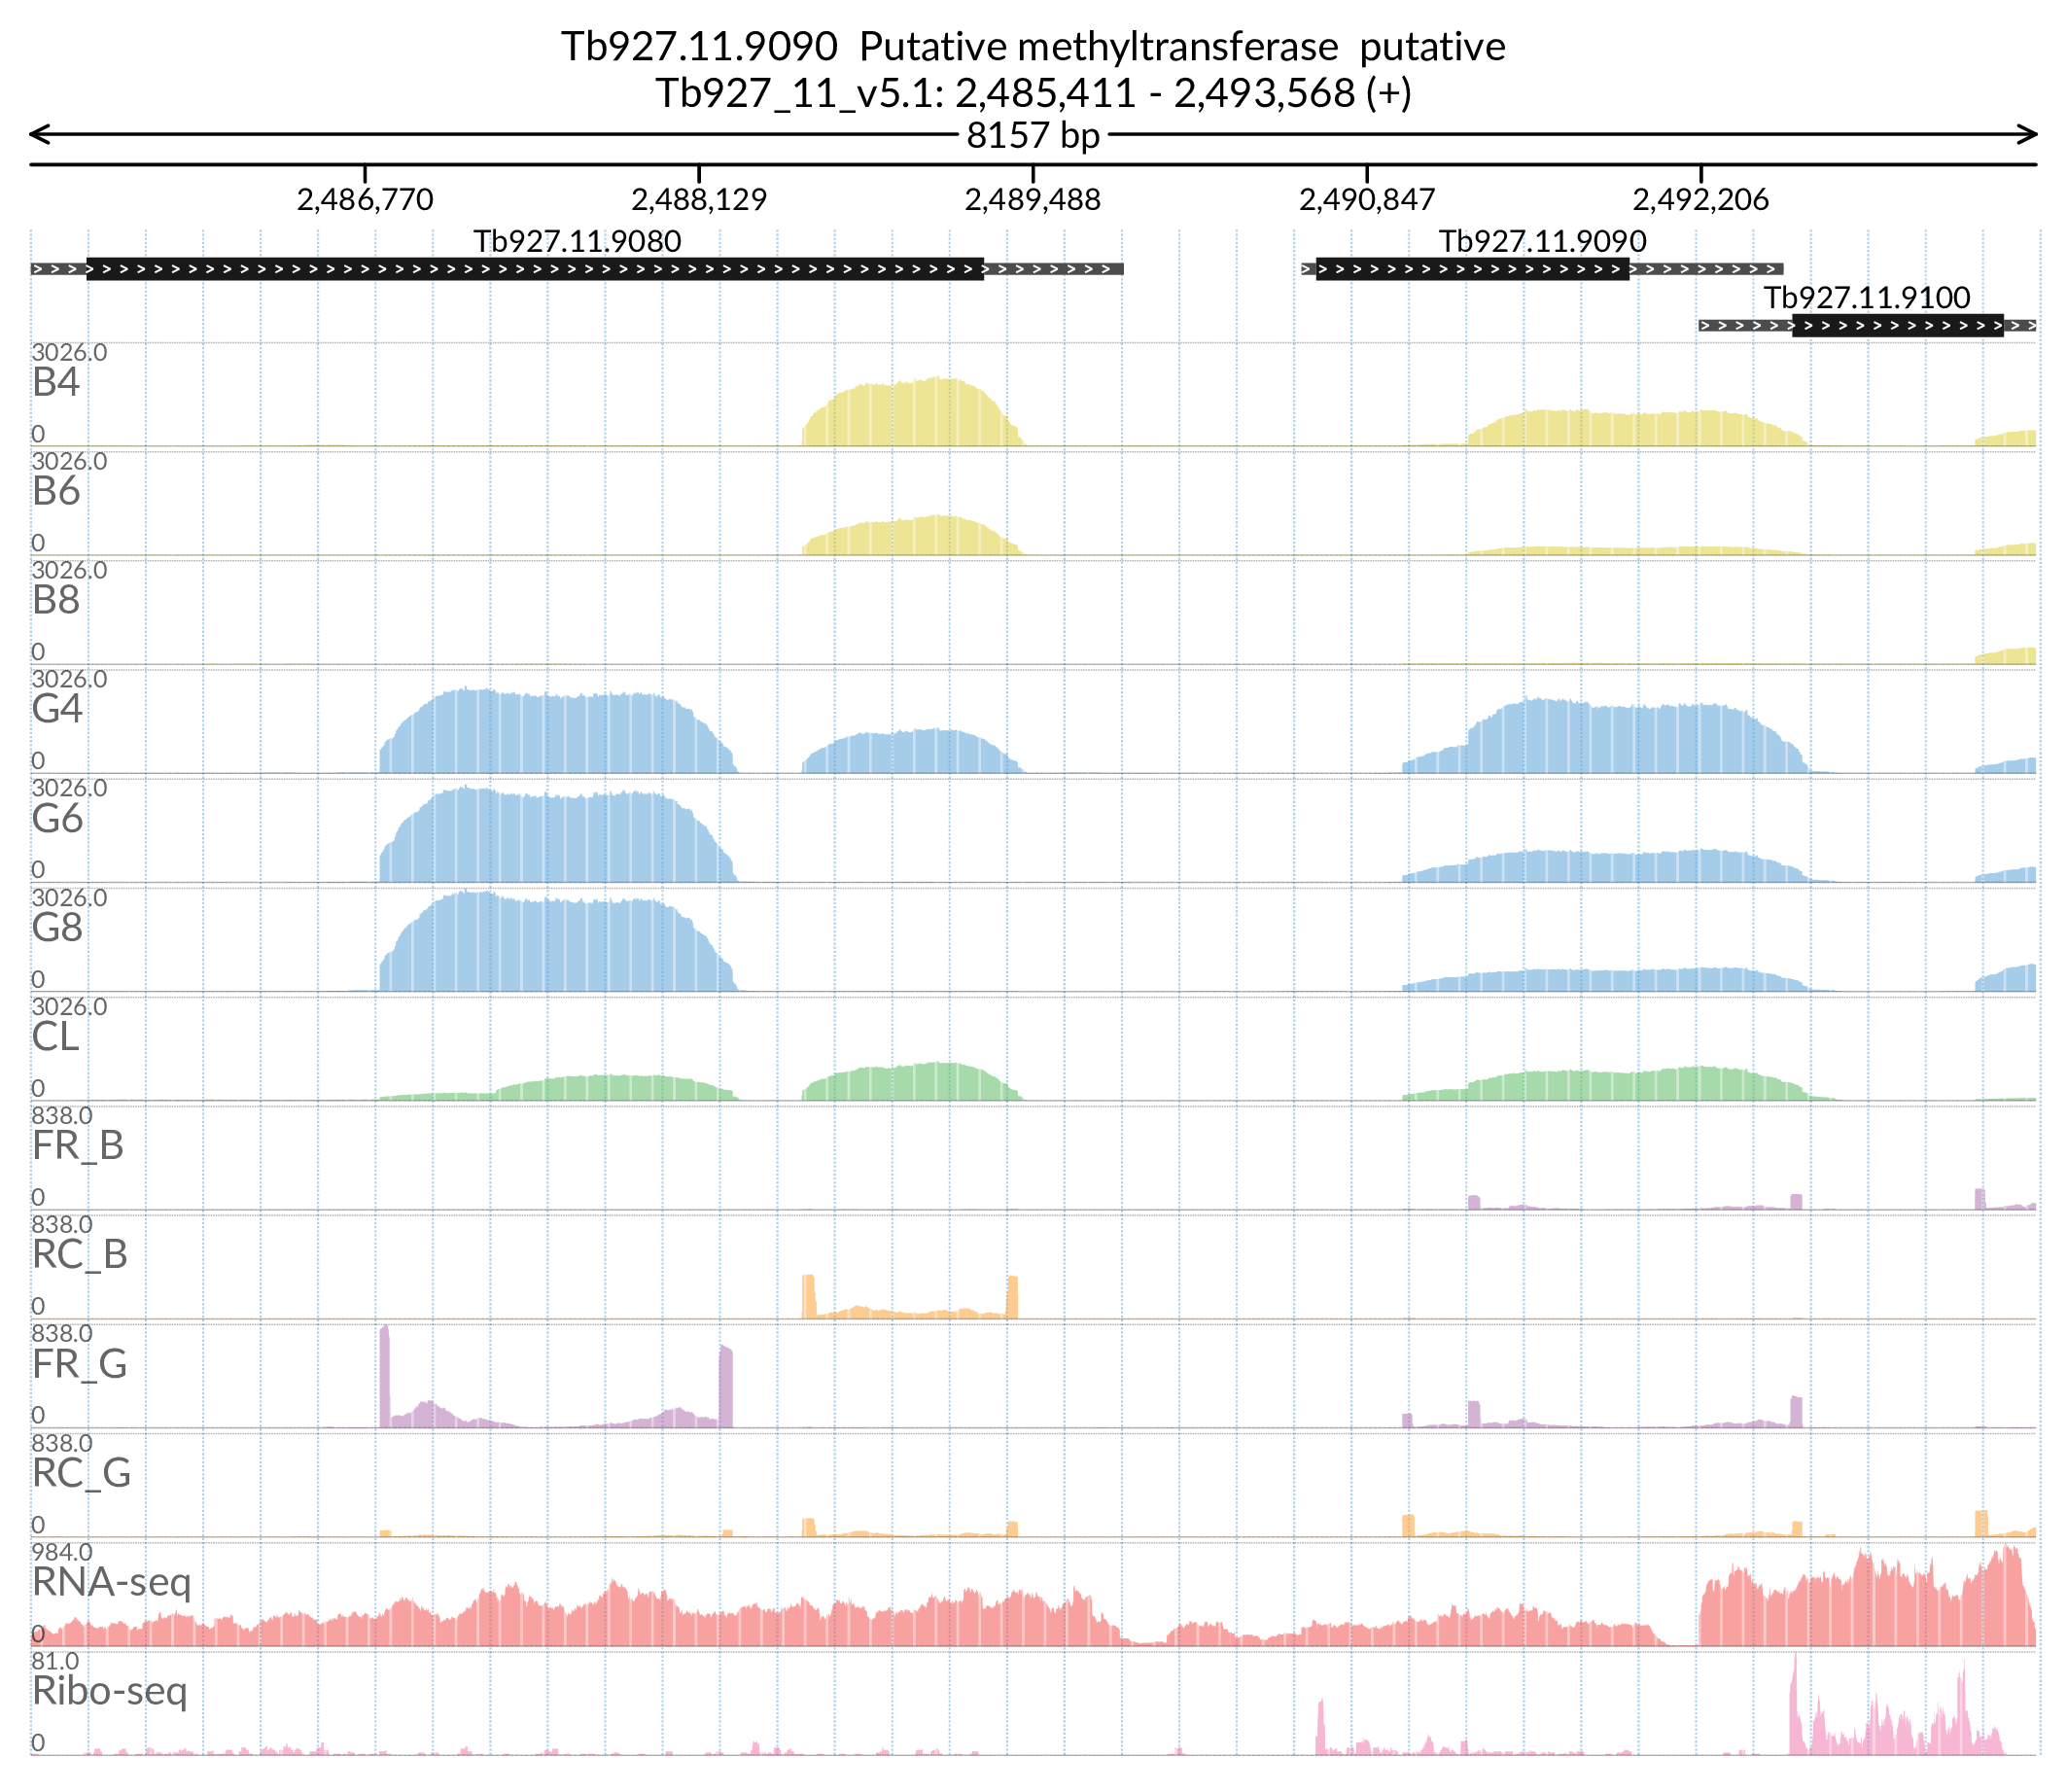 Tb927.11.9090  Putative methyltransferase  putative
Tb927_11_v5.1: 2,485,411 - 2,493,568 (+)
8157 bp
2,486,770 2,488,129 2,489,488 2,490,847 2,492,206
Tb927.11.9080 Tb927.11.9090
Tb927.11.9100
3026.0
B4
0
3026.0
B6
0
3026.0
B8
0
3026.0
G4
0
3026.0
G6
0
3026.0
G8
0
3026.0
CL
0
838.0
FR_B
0
838.0
RC_B
0
838.0
FR_G
0
838.0
RC_G
0
984.0
RNA-seq
0
81.0
Ribo-seq
0